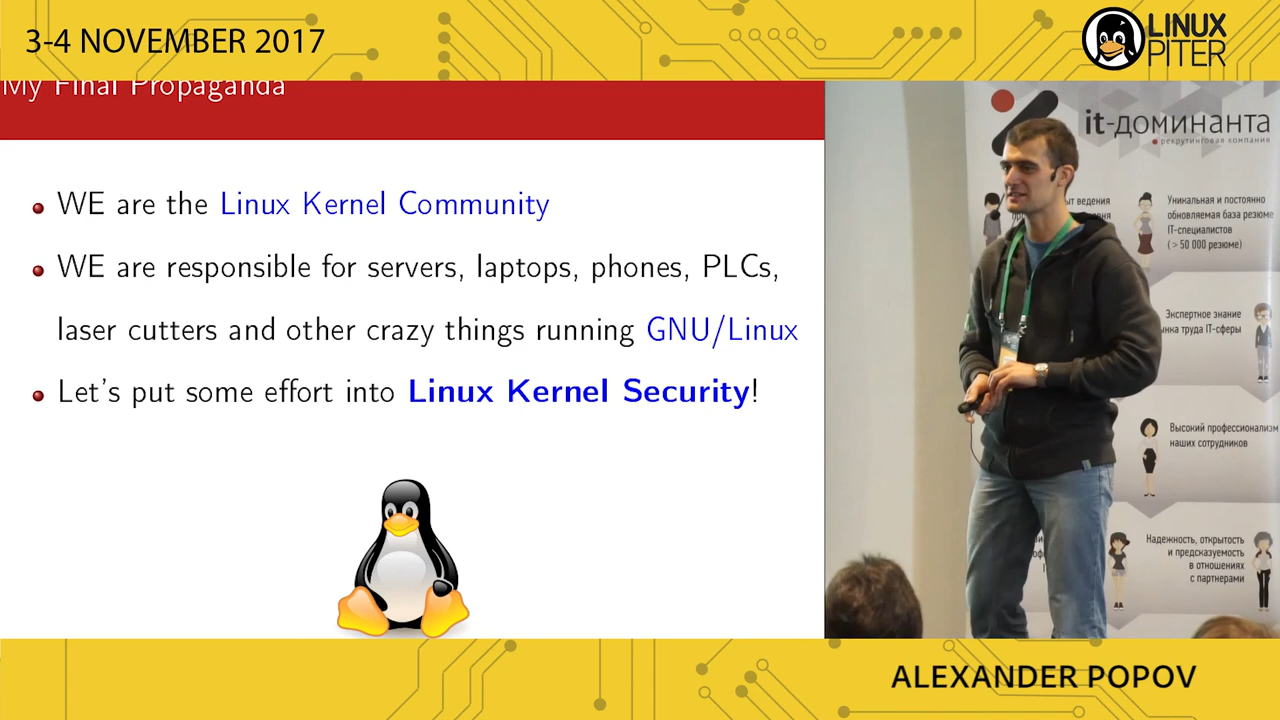 3-4 NOVEMBER 2017
LINUX
PITER
My Final Propaganda
WE are the Linux Kernel Community
WE are responsible for servers, laptops, phones, PLCs,
laser cutters and other crazy things running GNU/Linux
Let's put some effort into Linux Kernel Security!
it-доминанта
рекрутинговая компания
ведения
Уникальная и постоянно
обновляемая база резюме
IT-специалистов
(> 50 000 резюме)
Экспертное знание
труда IT-сферы
Высокий профессионализм
наших сотрудников
Надежность, открытость
и предсказуемость
в отношениях
с партнерами
ALEXANDER POPOV